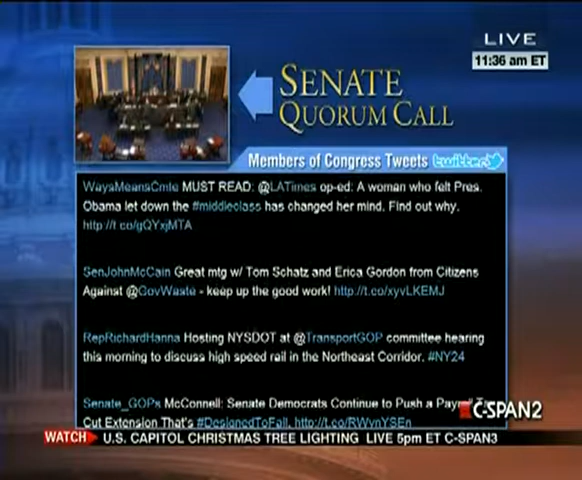 LIVE
11:36 am ET
SENATE
QUORUM CALL
Members of Congress Tweets twitter
WaysMeansCmte MUST READ: @LATimes op-ed: A woman who felt Pres.
Obama let down the #middleclass has changed her mind. Find out why.
http://t.co/gQYxjMTA
SenJohnMcCain Great mtg w/ Tom Schatz and Erica Gordon from Citizens
Against @GovWaste - keep up the good work! http://t.co/xyvLKEMJ
RepRichardHanna Hosting NYSDOT at @TransportGOP committee hearing
this morning to discuss high speed rail in the Northeast Corridor. #NY24
Senate_GOPs McConnell: Senate Democrats Continue to Push a
Cut Extension That's #DesignedToFail. http://t.co/RWynYSEn
C-SPAN2
WATCH U.S. CAPITOL CHRISTMAS TREE LIGHTING LIVE 5pm ET C-SPAN3